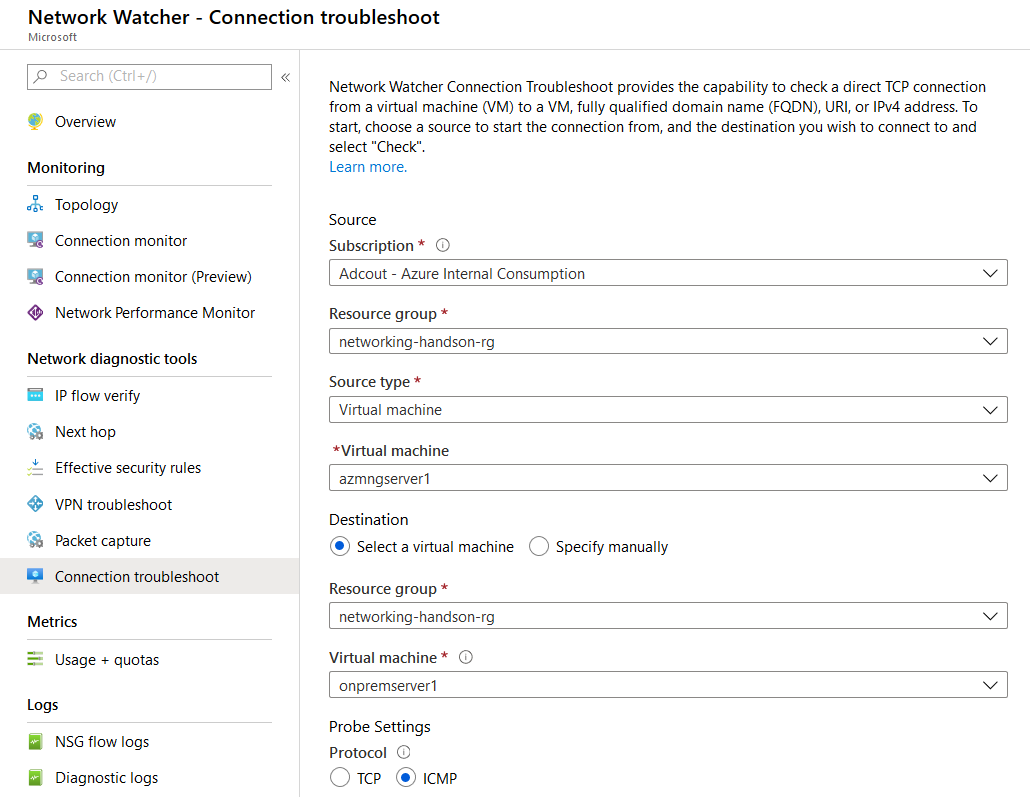 Network Watcher - Connection troubleshoot
Microsoft
Search (Ctrl+/)
«
Overview
Monitoring
Topology
Connection monitor
Connection monitor (Preview)
Network Performance Monitor
Network diagnostic tools
IP flow verify
Next hop
Effective security rules
VPN troubleshoot
Packet capture
Connection troubleshoot
Metrics
Usage + quotas
Logs
NSG flow logs
Diagnostic logs
Network Watcher Connection Troubleshoot provides the capability to check a direct TCP connection
from a virtual machine (VM) to a VM, fully qualified domain name (FQDN), URI, or IPv4 address. To
start, choose a source to start the connection from, and the destination you wish to connect to and
select "Check".
Learn more.
Source
Subscription *
Adcout - Azure Internal Consumption
Resource group *
networking-handson-rg
Source type *
Virtual machine
*Virtual machine
azmngserver1
Destination
Select a virtual machine Specify manually
Resource group *
networking-handson-rg
Virtual machine *
onpremserver1
Probe Settings
Protocol
TCP ICMP